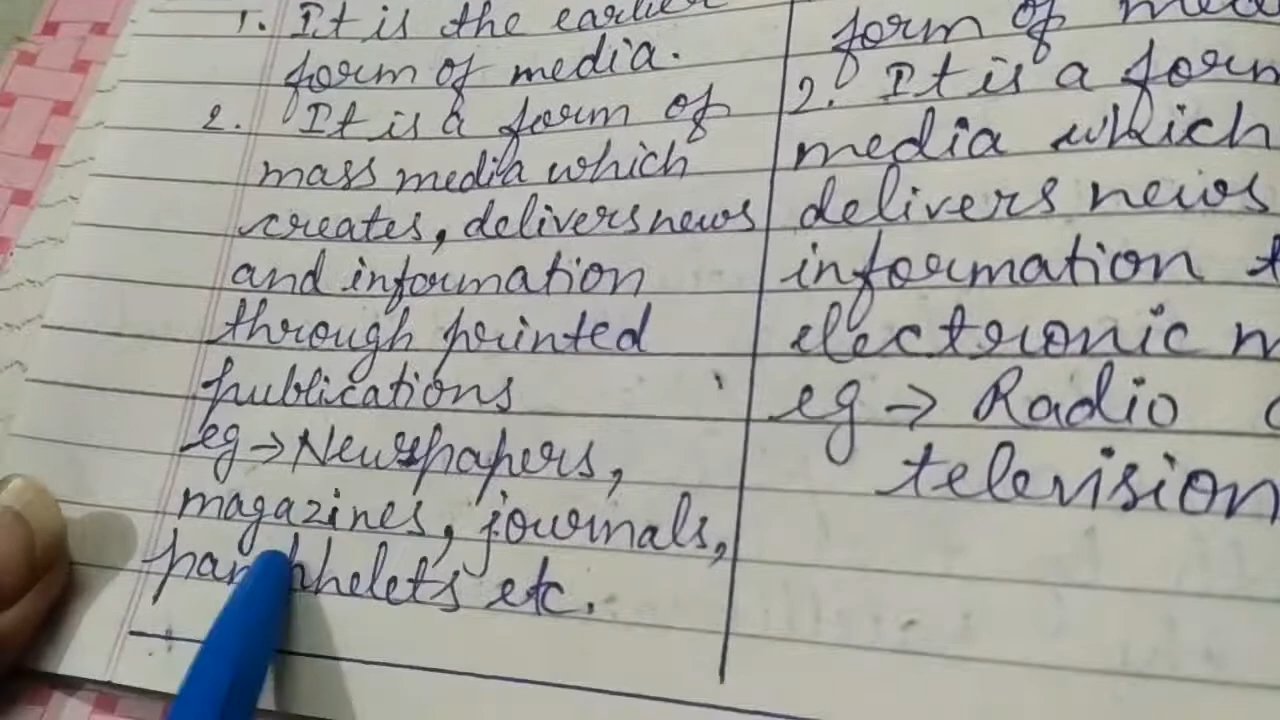 1. It is the earlier
form of media.
2. It is a form of
mass media which
creates, delivers news
and information
through printed
publications
eg → Newspapers,
magazines, journals,
etc.
form of
2. It is a form
media which
delivers news
information
electronic
eg → Radio
television